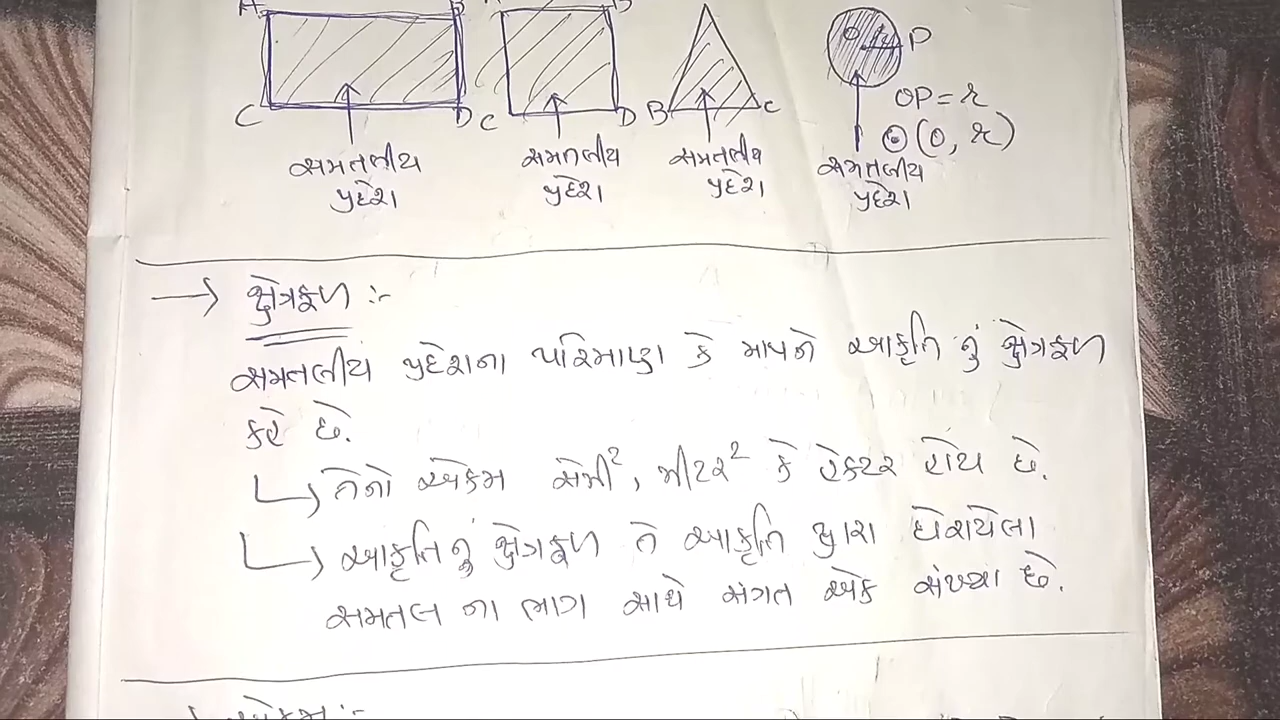 A B A B
C D C D B C
P
OP = r
⊙(O, r)
સમતલીય પ્રદેશ
સમતલીય પ્રદેશ
સમતલીય પ્રદેશ
સમતલીય પ્રદેશ
→ ક્ષેત્રફળ :-
સમતલીય પ્રદેશના પરિમાણ કે માપને આકૃતિ નું ક્ષેત્રફળ
કહે છે.
↳ તેનો એકમ સેમી², મીટર² કે હેક્ટર હોય છે.
↳ આકૃતિનું ક્ષેત્રફળ તે આકૃતિ દ્વારા ઘેરાયેલા
સમતલ ના ભાગ સાથે સંગત એક સંખ્યા છે.